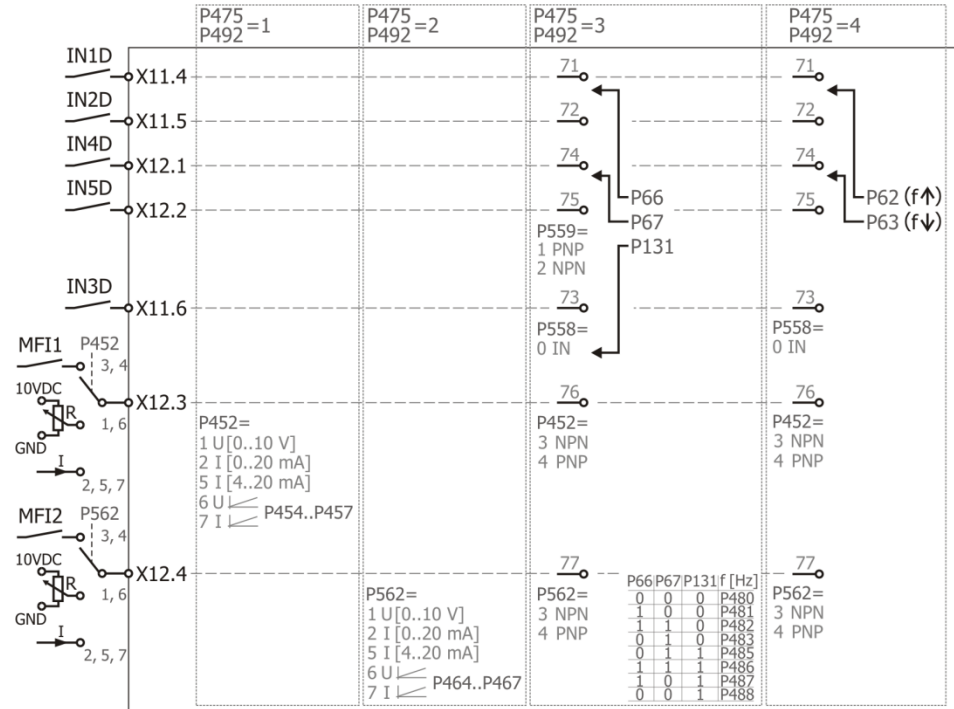 P475
P492 =1
P475
P492 =2
P475
P492 =3
P475
P492 =4
IN1D
X11.4
71
71
IN2D
X11.5
72
72
IN4D
X12.1
74
74
IN5D
X12.2
75
P66
75
P62 (f↑)
P67
P63 (f↓)
P559=
1 PNP
2 NPN
P131
IN3D
X11.6
73
73
P558=
0 IN
P558=
0 IN
MFI1
P452
3, 4
10VDC
R
1, 6
GND
I
2, 5, 7
X12.3
76
76
P452=
1 U[0..10 V]
2 I [0..20 mA]
5 I [4..20 mA]
6 U
7 I
P454..P457
P452=
3 NPN
4 PNP
P452=
3 NPN
4 PNP
MFI2
P562
3, 4
10VDC
R
1, 6
GND
I
2, 5, 7
X12.4
77
77
P562=
1 U[0..10 V]
2 I [0..20 mA]
5 I [4..20 mA]
6 U
7 I
P464..P467
P562=
3 NPN
4 PNP
P66 P67 P131 f [Hz]
0 0 0 P480
1 0 0 P481
1 1 0 P482
0 1 0 P483
0 1 1 P485
1 1 1 P486
1 0 1 P487
0 0 1 P488
P562=
3 NPN
4 PNP